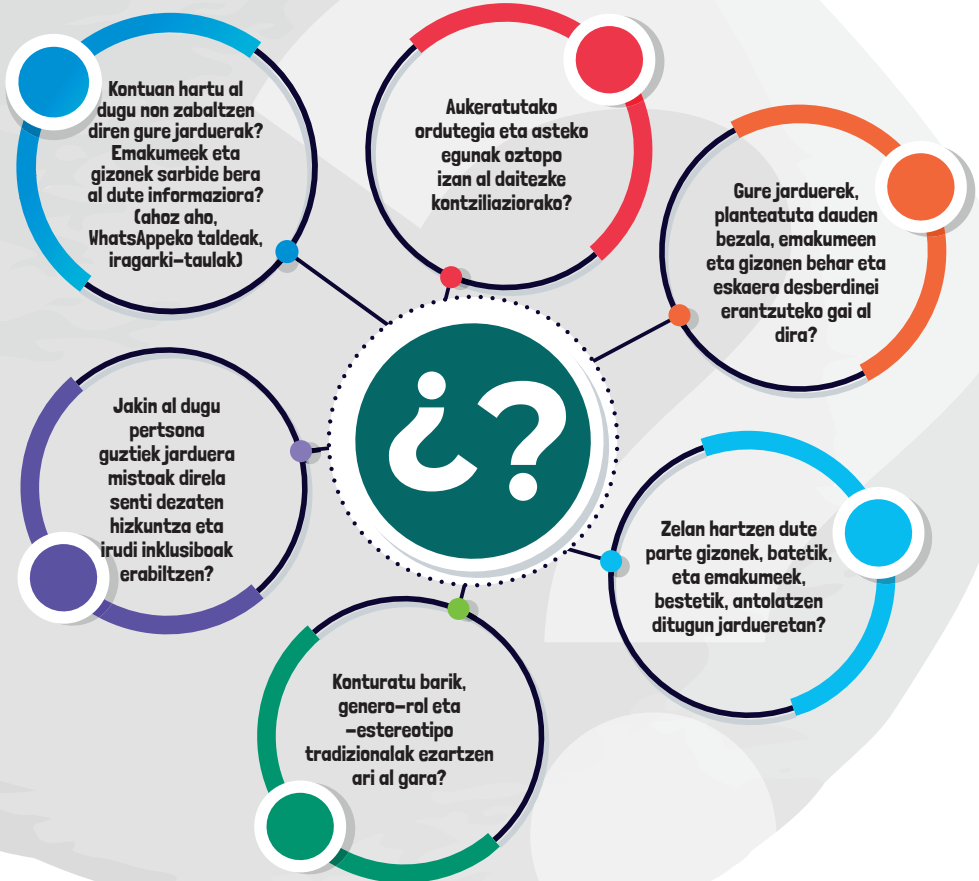 Kontuan hartu al
dugu non zabaltzen
diren gure jarduerak?
Emakumeek eta
gizonek sarbide bera
al dute informaziora?
(ahoz aho,
WhatsAppeko taldeak,
iragarki-taulak)
Aukeratutako
ordutegia eta asteko
egunak oztopo
izan al daitezke
kontziliaziorako?
Gure jarduerek,
planteatuta dauden
bezala, emakumeen
eta gizonen behar eta
eskaera desberdinei
erantzuteko gai al
dira?
¿?
Jakin al dugu
pertsona
guztiek jarduera
mistoak direla
senti dezaten
hizkuntza eta
irudi inklusiboak
erabiltzen?
Zelan hartzen dute
parte gizonek, batetik,
eta emakumeek,
bestetik, antolatzen
ditugun jardueretan?
Konturatu barik,
genero-rol eta
-estereotipo
tradizionalak ezartzen
ari al gara?